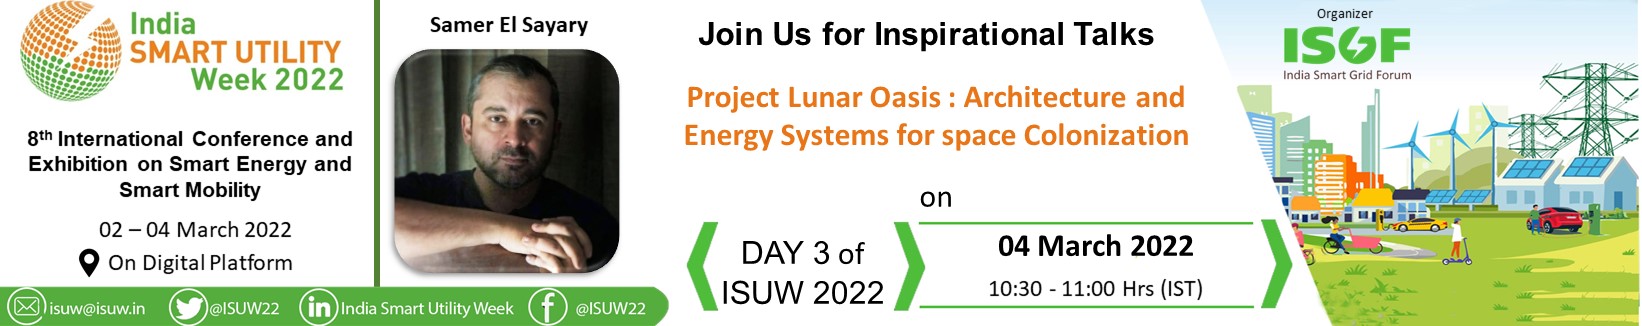 India
SMART UTILITY
Week 2022
8th International Conference and
Exhibition on Smart Energy and
Smart Mobility
02 – 04 March 2022
On Digital Platform
isuw@isuw.in
@ISUW22
in
India Smart Utility Week
f
@ISUW22
Samer El Sayary
Join Us for Inspirational Talks
Project Lunar Oasis : Architecture and
Energy Systems for space Colonization
on
DAY 3 of
ISUW 2022
04 March 2022
10:30 - 11:00 Hrs (IST)
Organizer
ISGF
India Smart Grid Forum